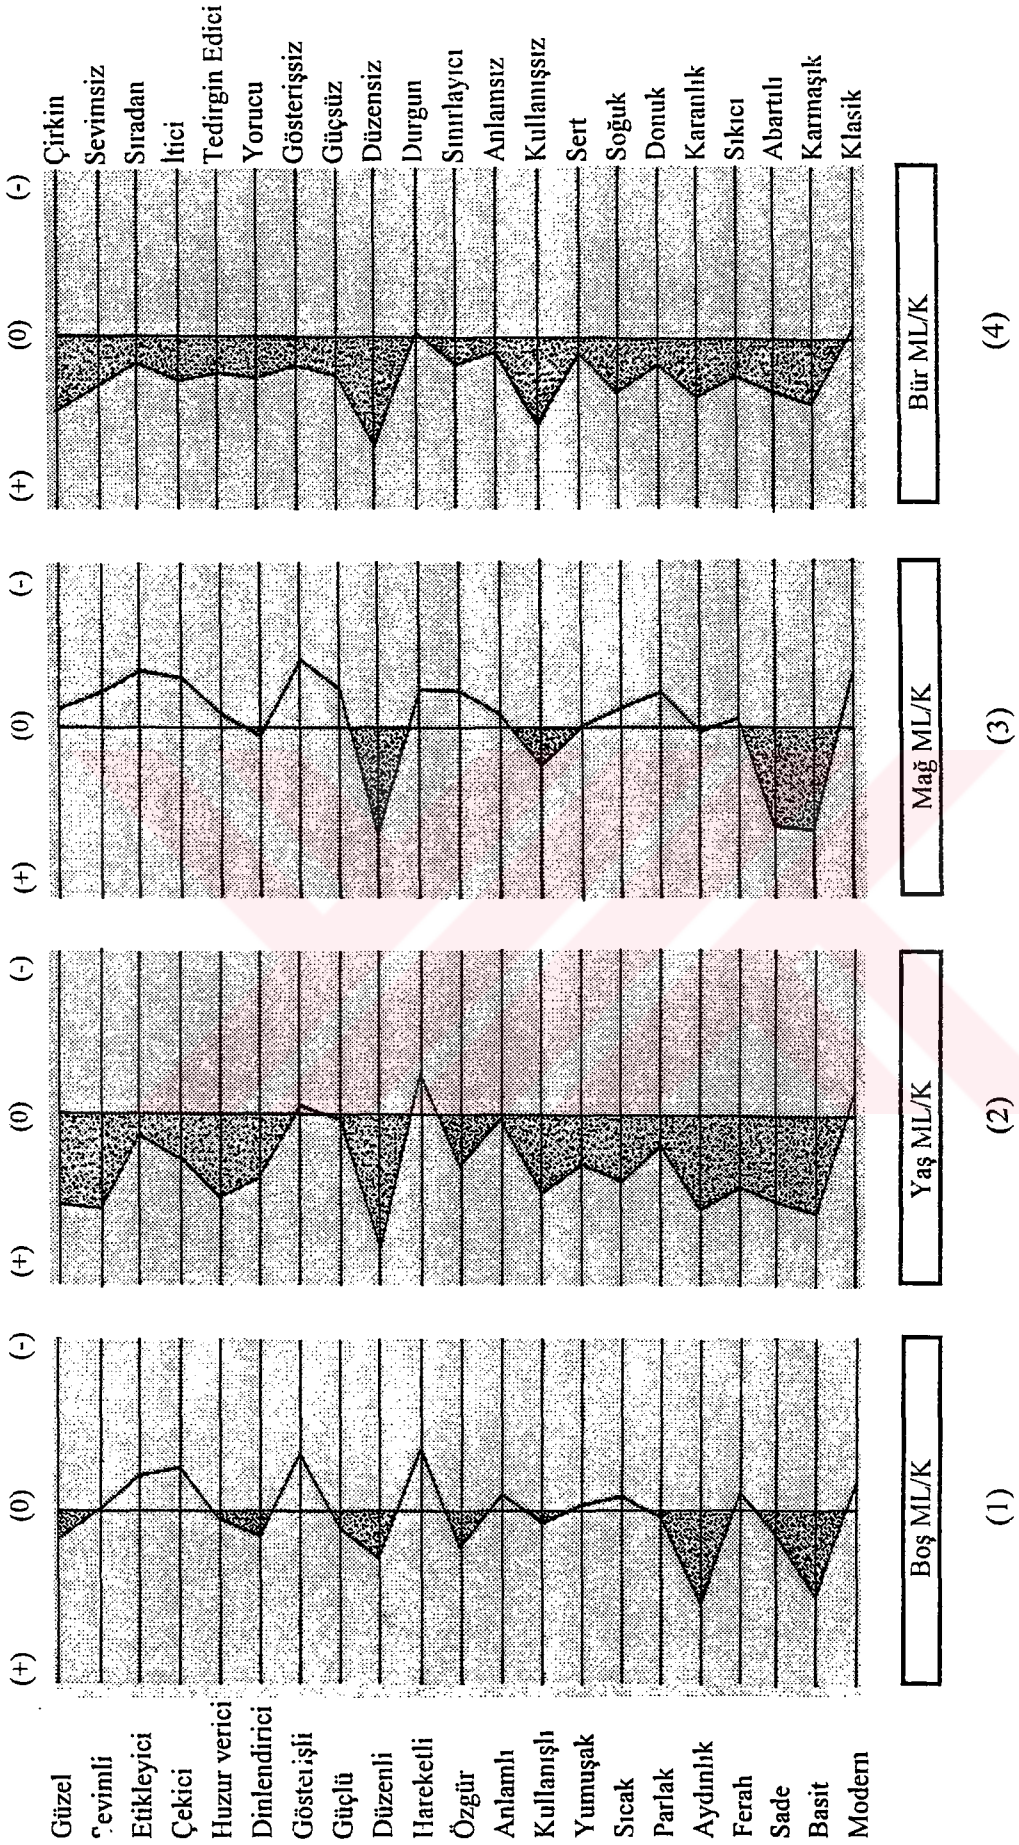 (+) (0) (-) (+) (0) (-) (+) (0) (-) (+) (0) (-)
Güzel Çirkin
Sevimli Sevimsiz
Etkileyici Sıradan
Çekici İtici
Huzur verici Tedirgin Edici
Dinlendirici Yorucu
Gösterişli Gösterişsiz
Güçlü Güçsüz
Düzenli Düzensiz
Hareketli Durgun
Özgür Sınırlayıcı
Anlamlı Anlamsız
Kullanışlı Kullanışsız
Yumuşak Sert
Sıcak Soğuk
Parlak Donuk
Aydınlık Karanlık
Ferah Sıkıcı
Sade Abartılı
Basit Karmaşık
Modern Klasik
Boş ML/K Yaş ML/K Mağ ML/K Bür ML/K
(1) (2) (3) (4)